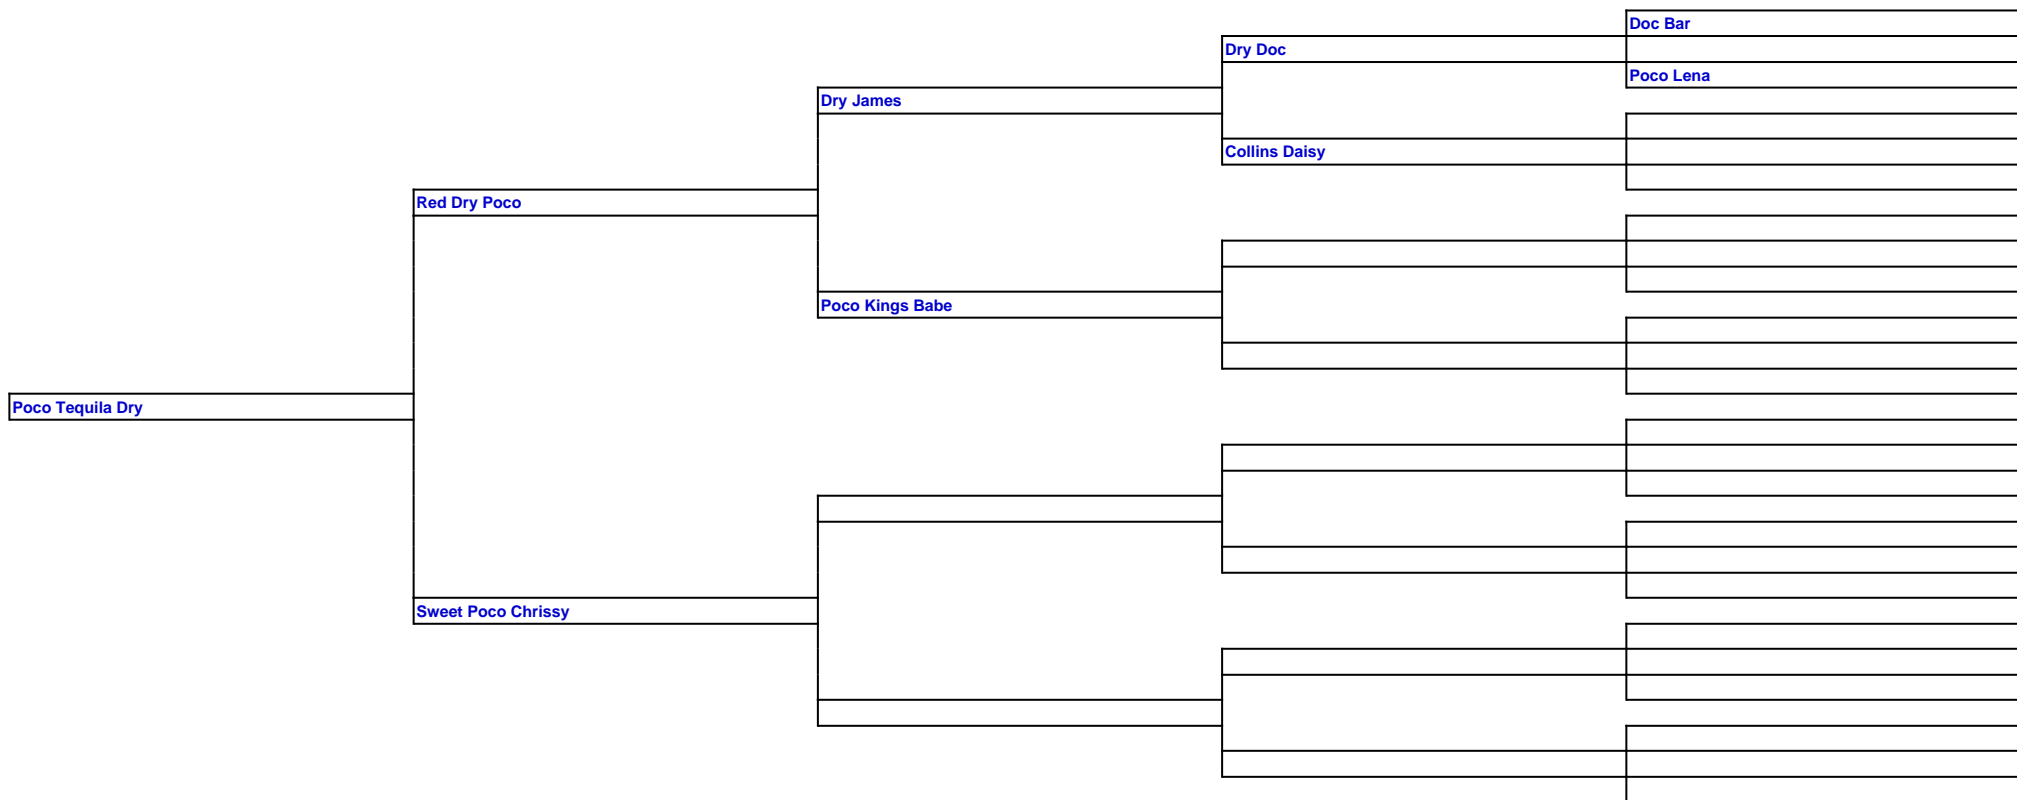 Doc Bar
Dry Doc
Poco Lena
Dry James
Collins Daisy
Red Dry Poco
Poco Kings Babe
Poco Tequila Dry
Sweet Poco Chrissy